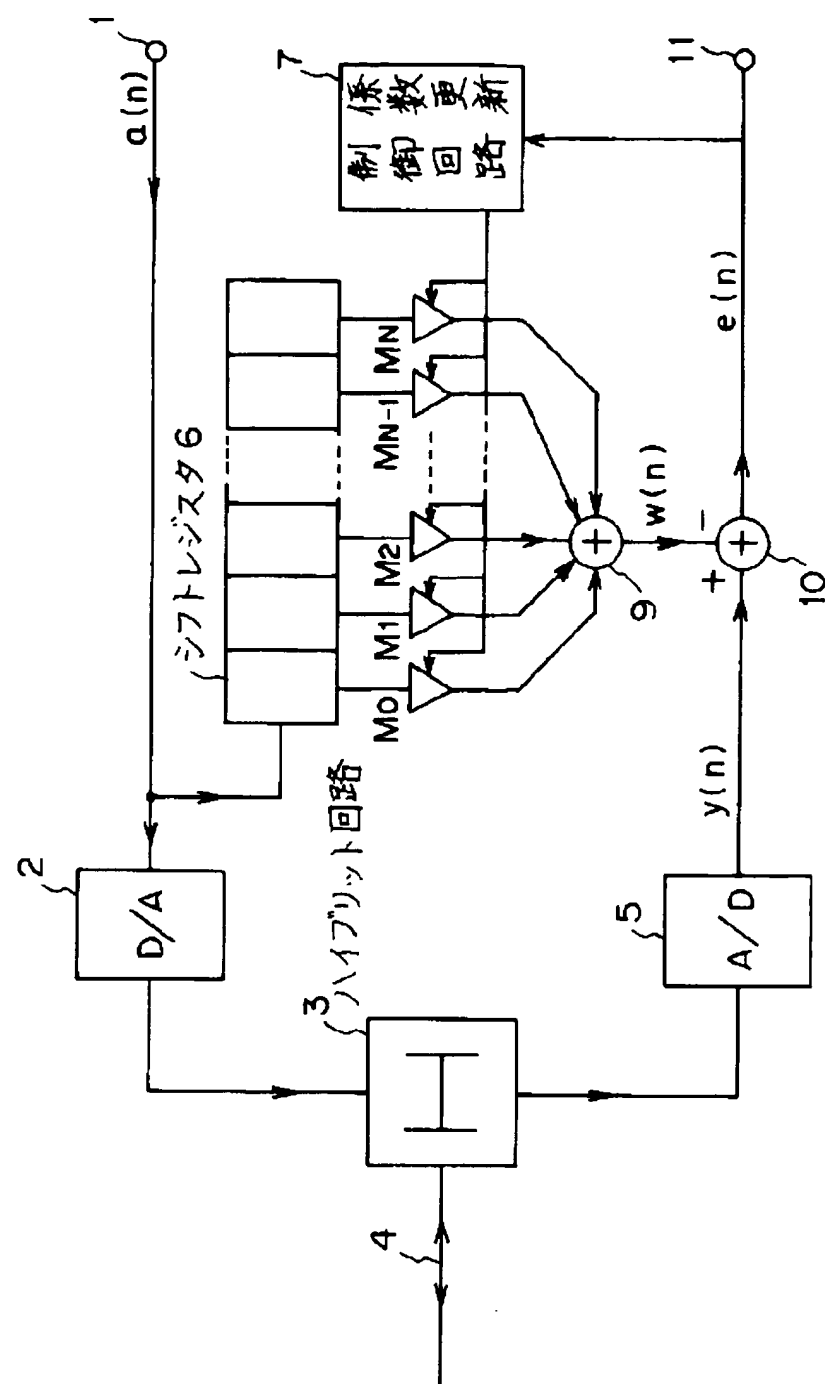 1
a(n)
2
D/A
シフトレジスタ6
7
係数更新
制御回路
M0
M1
M2
MN-1
MN
3
ハイブリット回路
H
4
9
w(n)
5
A/D
y(n)
+
-
+
+
10
e(n)
11